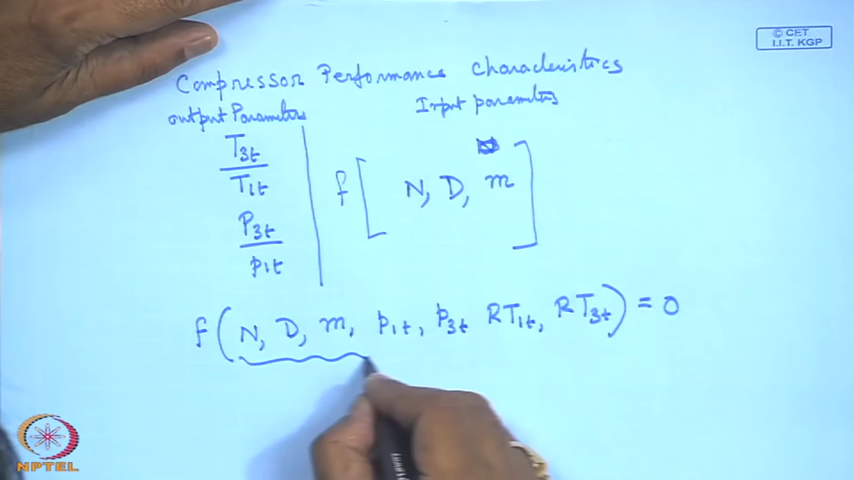 © CET
I.I.T. KGP
Compressor Performance Characteristics
output Parameters Input parameters
T3t / T1t
P3t / p1t
f [ N, D, m ]
f ( N, D, m, p1t, p3t RT1t, RT3t ) = 0
NPTEL